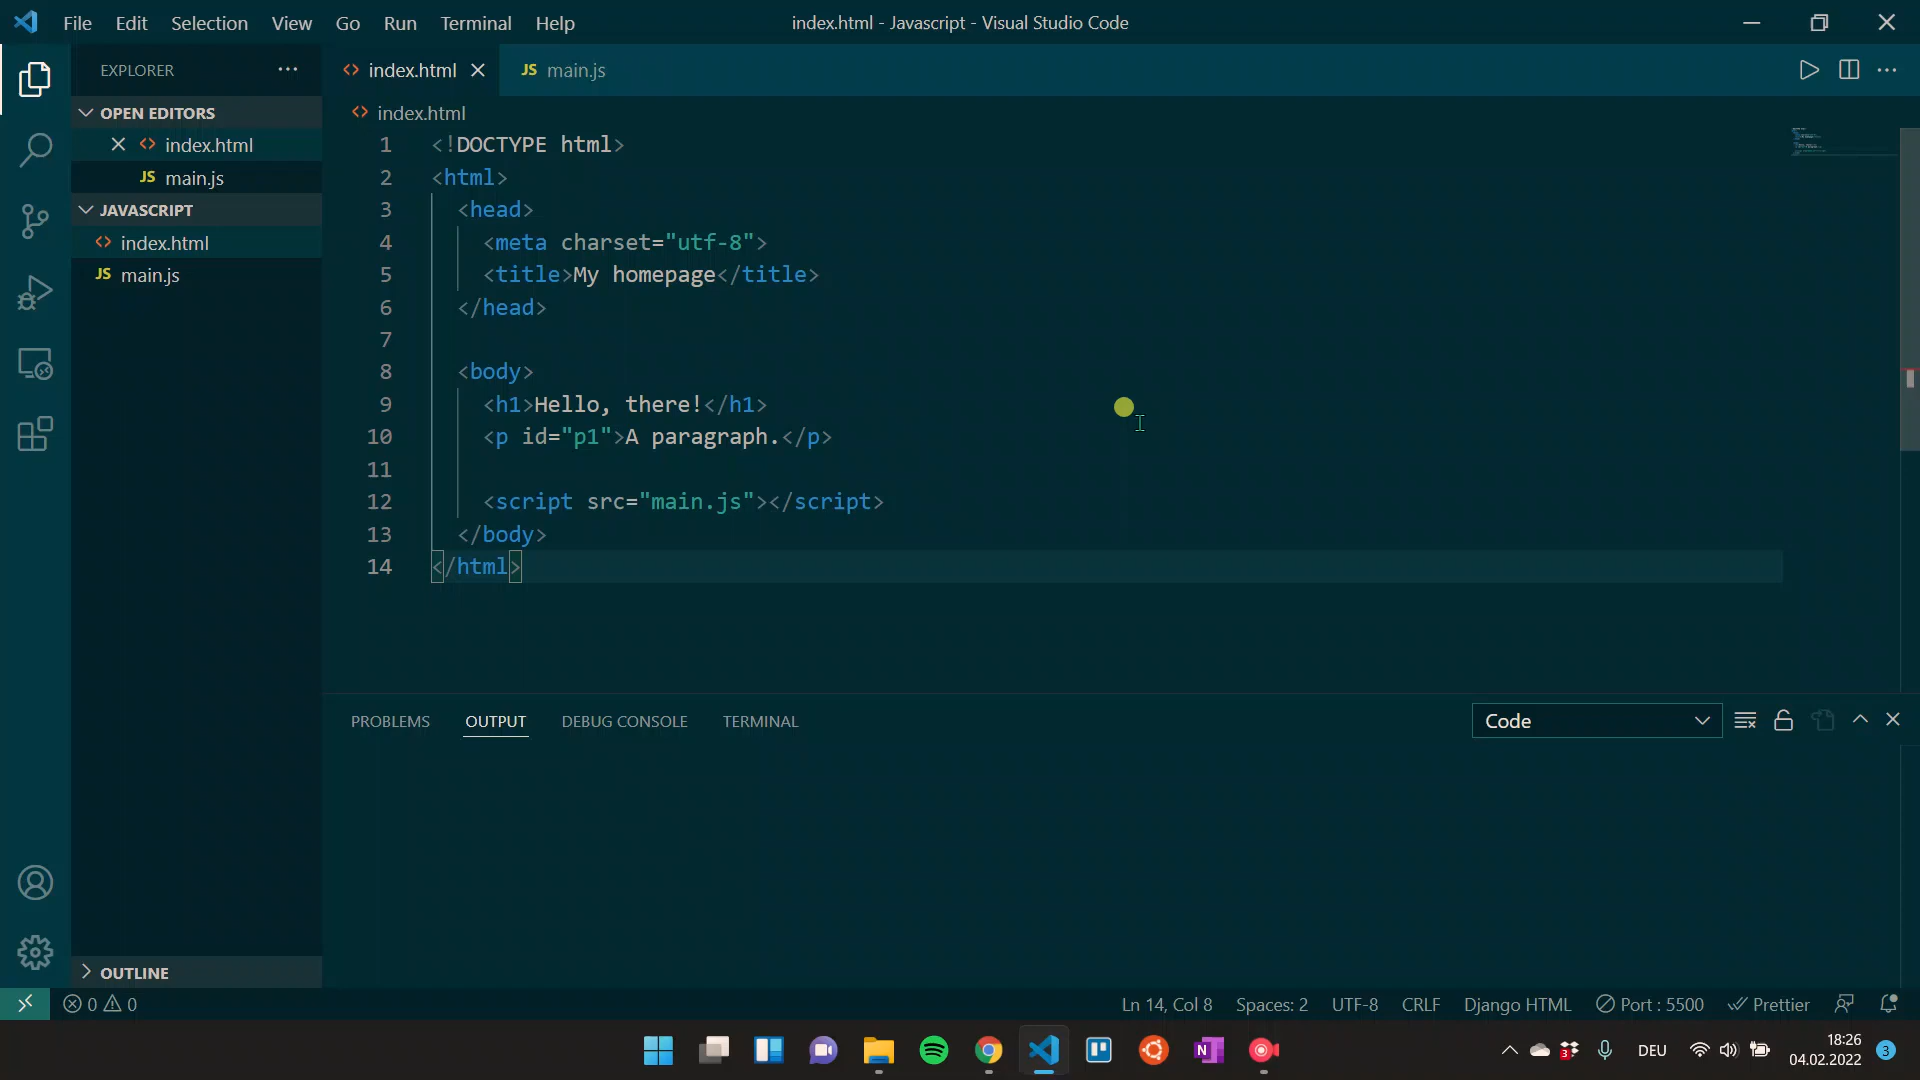 File Edit Selection View Go Run Terminal Help
index.html - Javascript - Visual Studio Code
EXPLORER
index.html
JS main.js
OPEN EDITORS
index.html
JS main.js
JAVASCRIPT
index.html
JS main.js
OUTLINE
index.html
1 <!DOCTYPE html>
2 <html>
3 <head>
4 <meta charset="utf-8">
5 <title>My homepage</title>
6 </head>
7
8 <body>
9 <h1>Hello, there!</h1>
10 <p id="p1">A paragraph.</p>
11
12 <script src="main.js"></script>
13 </body>
14 </html>
PROBLEMS OUTPUT DEBUG CONSOLE TERMINAL
Code
0 0
Ln 14, Col 8 Spaces: 2 UTF-8 CRLF Django HTML Port : 5500 Prettier
N
3
DEU
18:26
04.02.2022
3